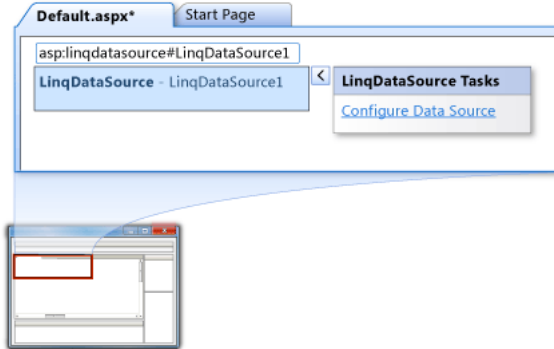 Default.aspx*
Start Page
asp:linqdatasource#LinqDataSource1
LinqDataSource - LinqDataSource1
LinqDataSource Tasks
Configure Data Source